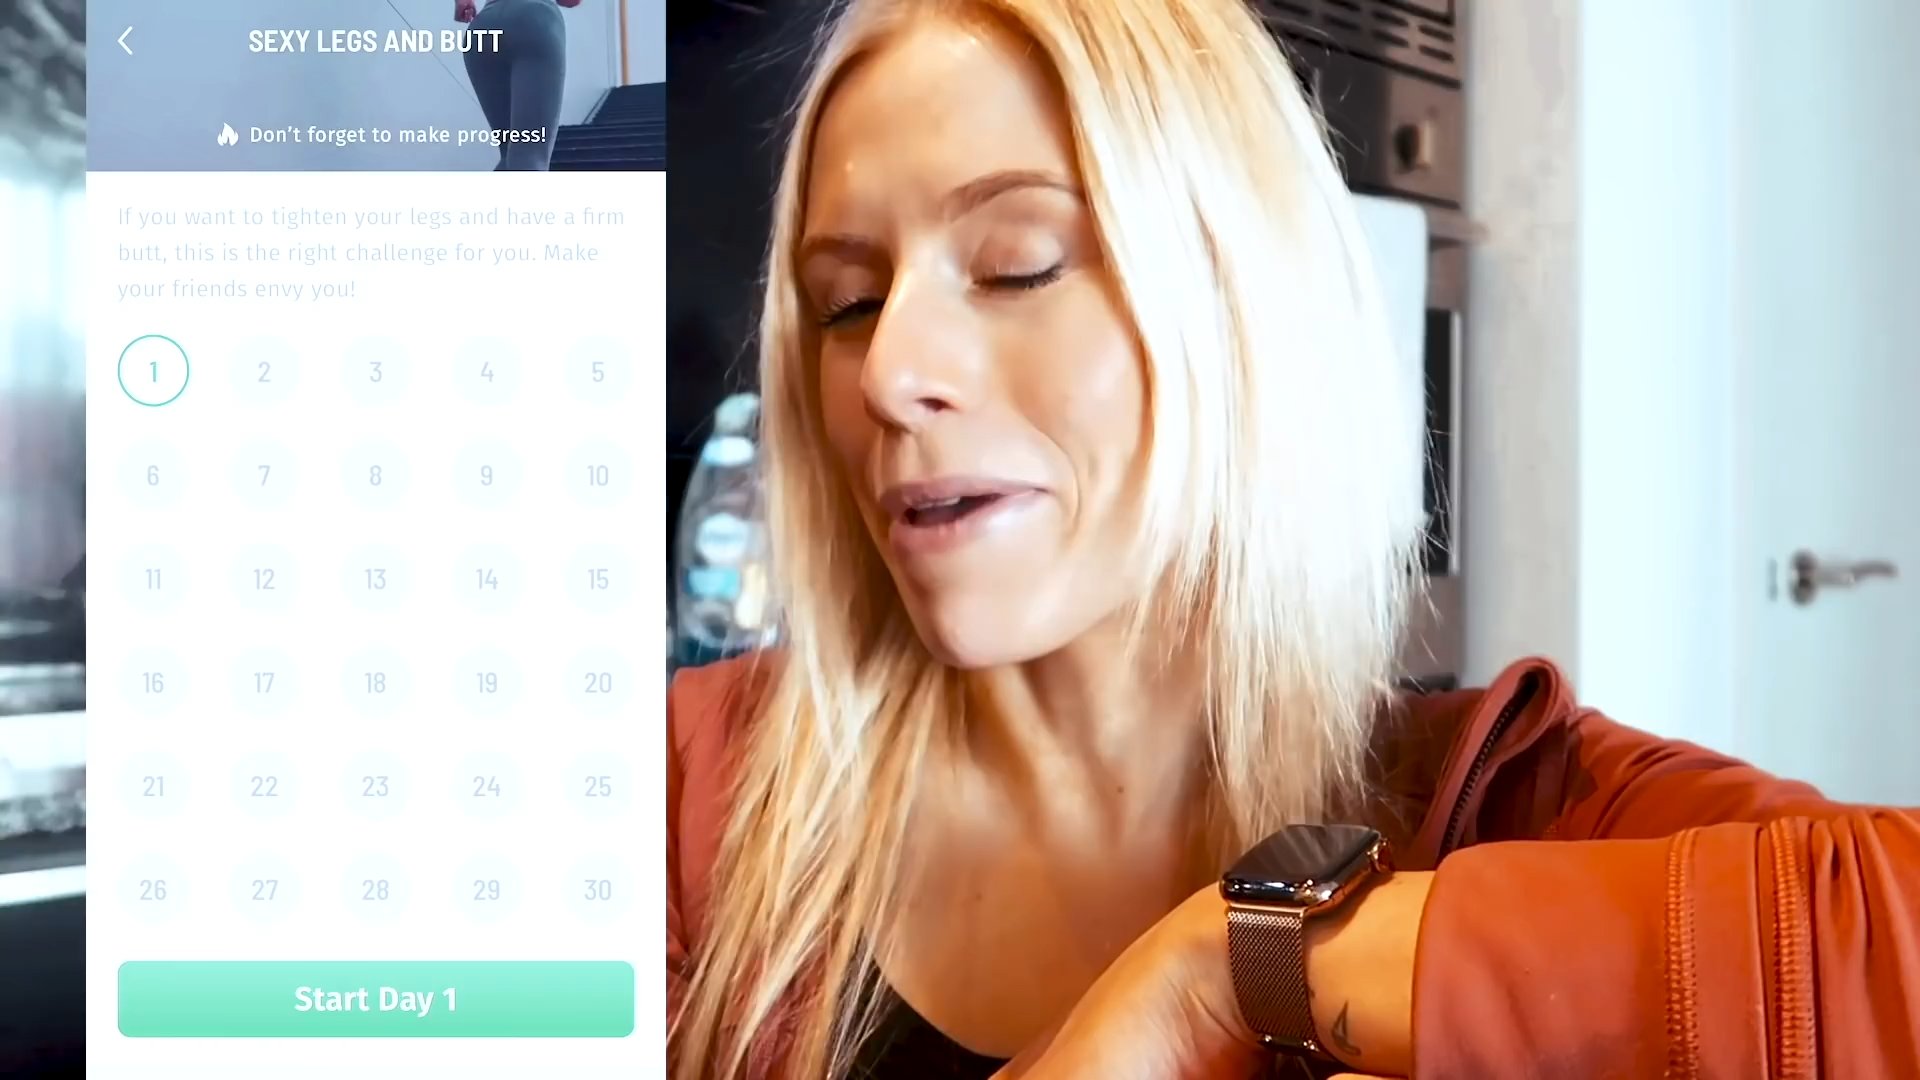 SEXY LEGS AND BUTT
Don't forget to make progress!
If you want to tighten your legs and have a firm
butt, this is the right challenge for you. Make
your friends envy you!
1 2 3 4 5
6 7 8 9 10
11 12 13 14 15
16 17 18 19 20
21 22 23 24 25
26 27 28 29 30
Start Day 1